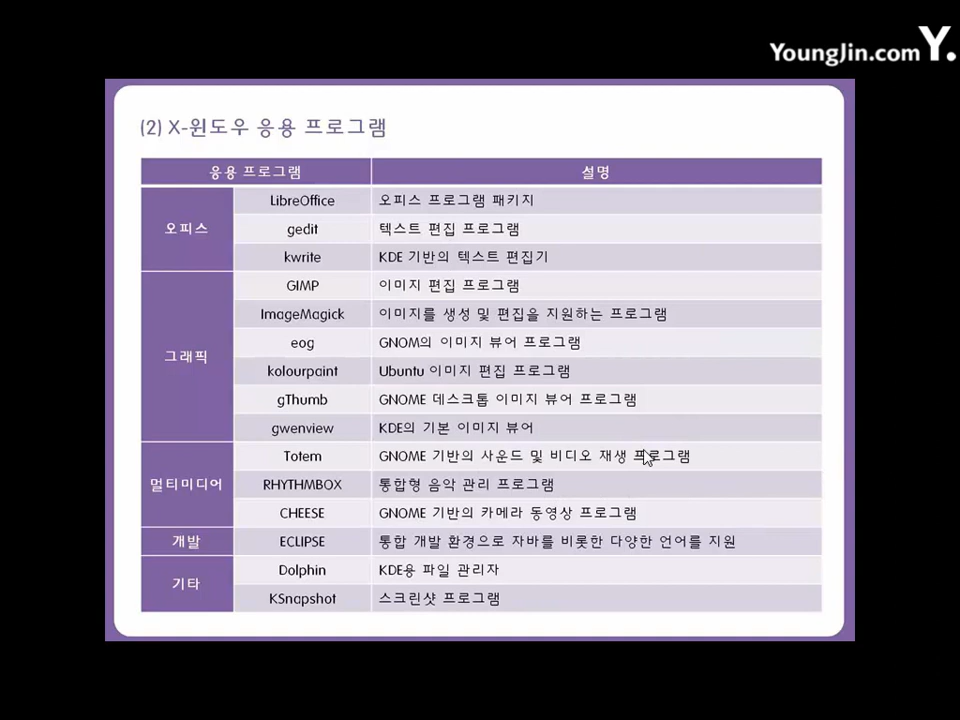 YoungJin.com Y.
(2) X-윈도우 응용 프로그램
응용 프로그램 설명
오피스 LibreOffice 오피스 프로그램 패키지
gedit 텍스트 편집 프로그램
kwrite KDE 기반의 텍스트 편집기
그래픽 GIMP 이미지 편집 프로그램
ImageMagick 이미지를 생성 및 편집을 지원하는 프로그램
eog GNOM의 이미지 뷰어 프로그램
kolourpaint Ubuntu 이미지 편집 프로그램
gThumb GNOME 데스크톱 이미지 뷰어 프로그램
gwenview KDE의 기본 이미지 뷰어
멀티미디어 Totem GNOME 기반의 사운드 및 비디오 재생 프로그램
RHYTHMBOX 통합형 음악 관리 프로그램
CHEESE GNOME 기반의 카메라 동영상 프로그램
개발 ECLIPSE 통합 개발 환경으로 자바를 비롯한 다양한 언어를 지원
기타 Dolphin KDE용 파일 관리자
KSnapshot 스크린샷 프로그램